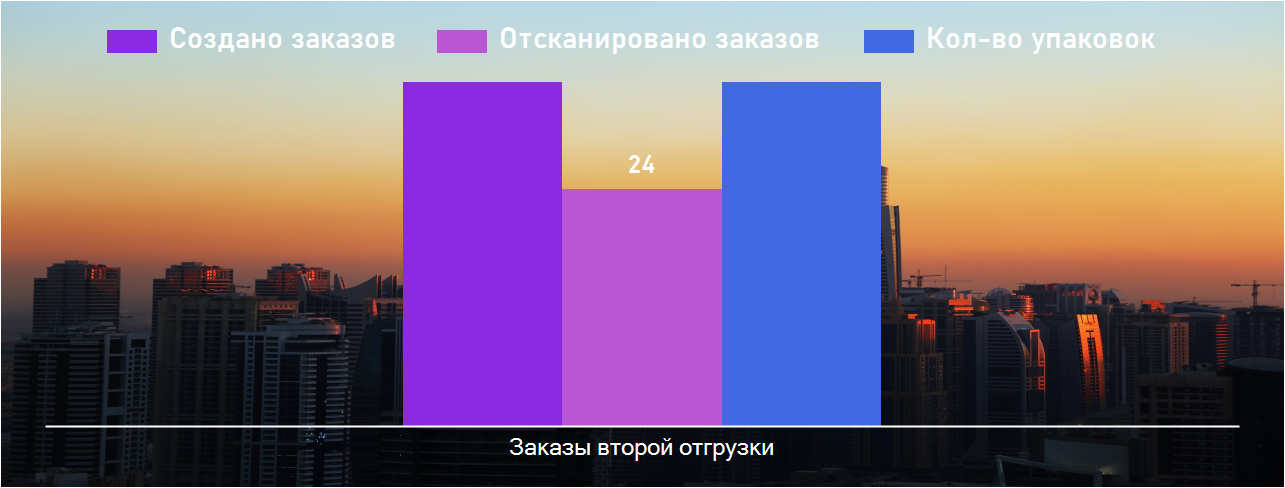 Создано заказов Отсканировано заказов Кол-во упаковок
24
Заказы второй отгрузки